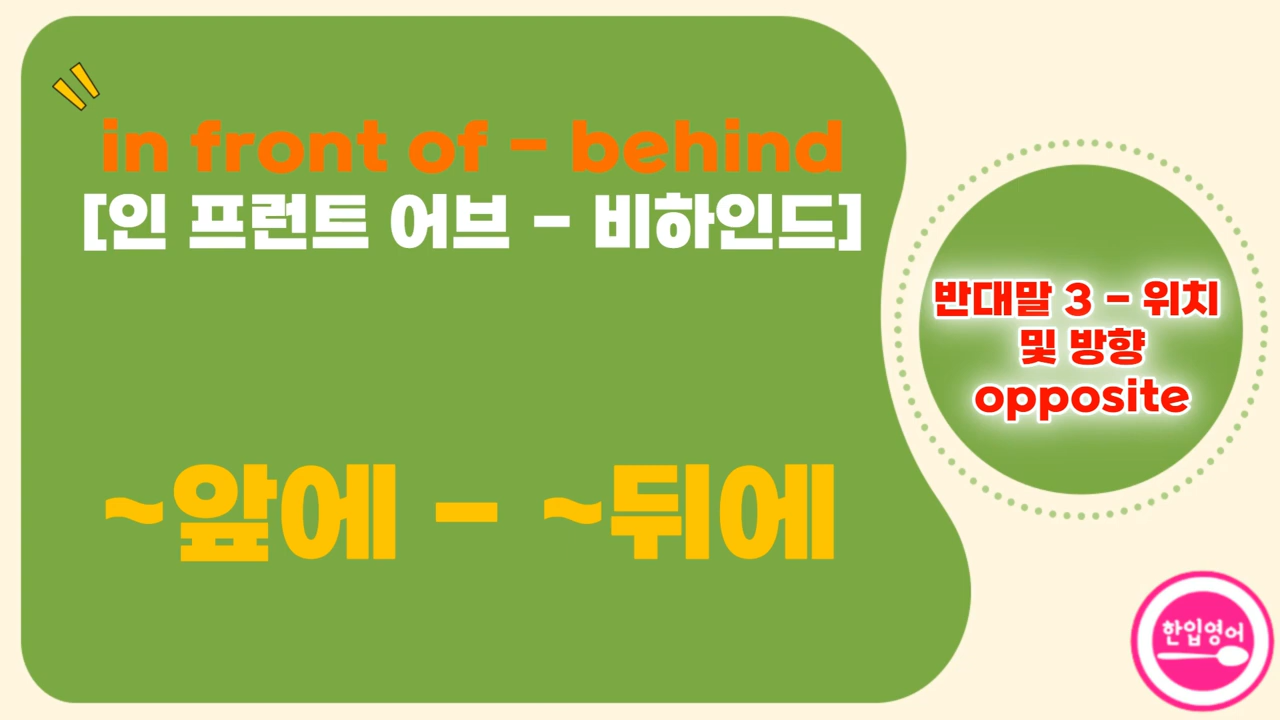 in front of - behind
[인 프런트 어브 - 비하인드]
~앞에 - ~뒤에
반대말 3 - 위치
및 방향
opposite
한입영어